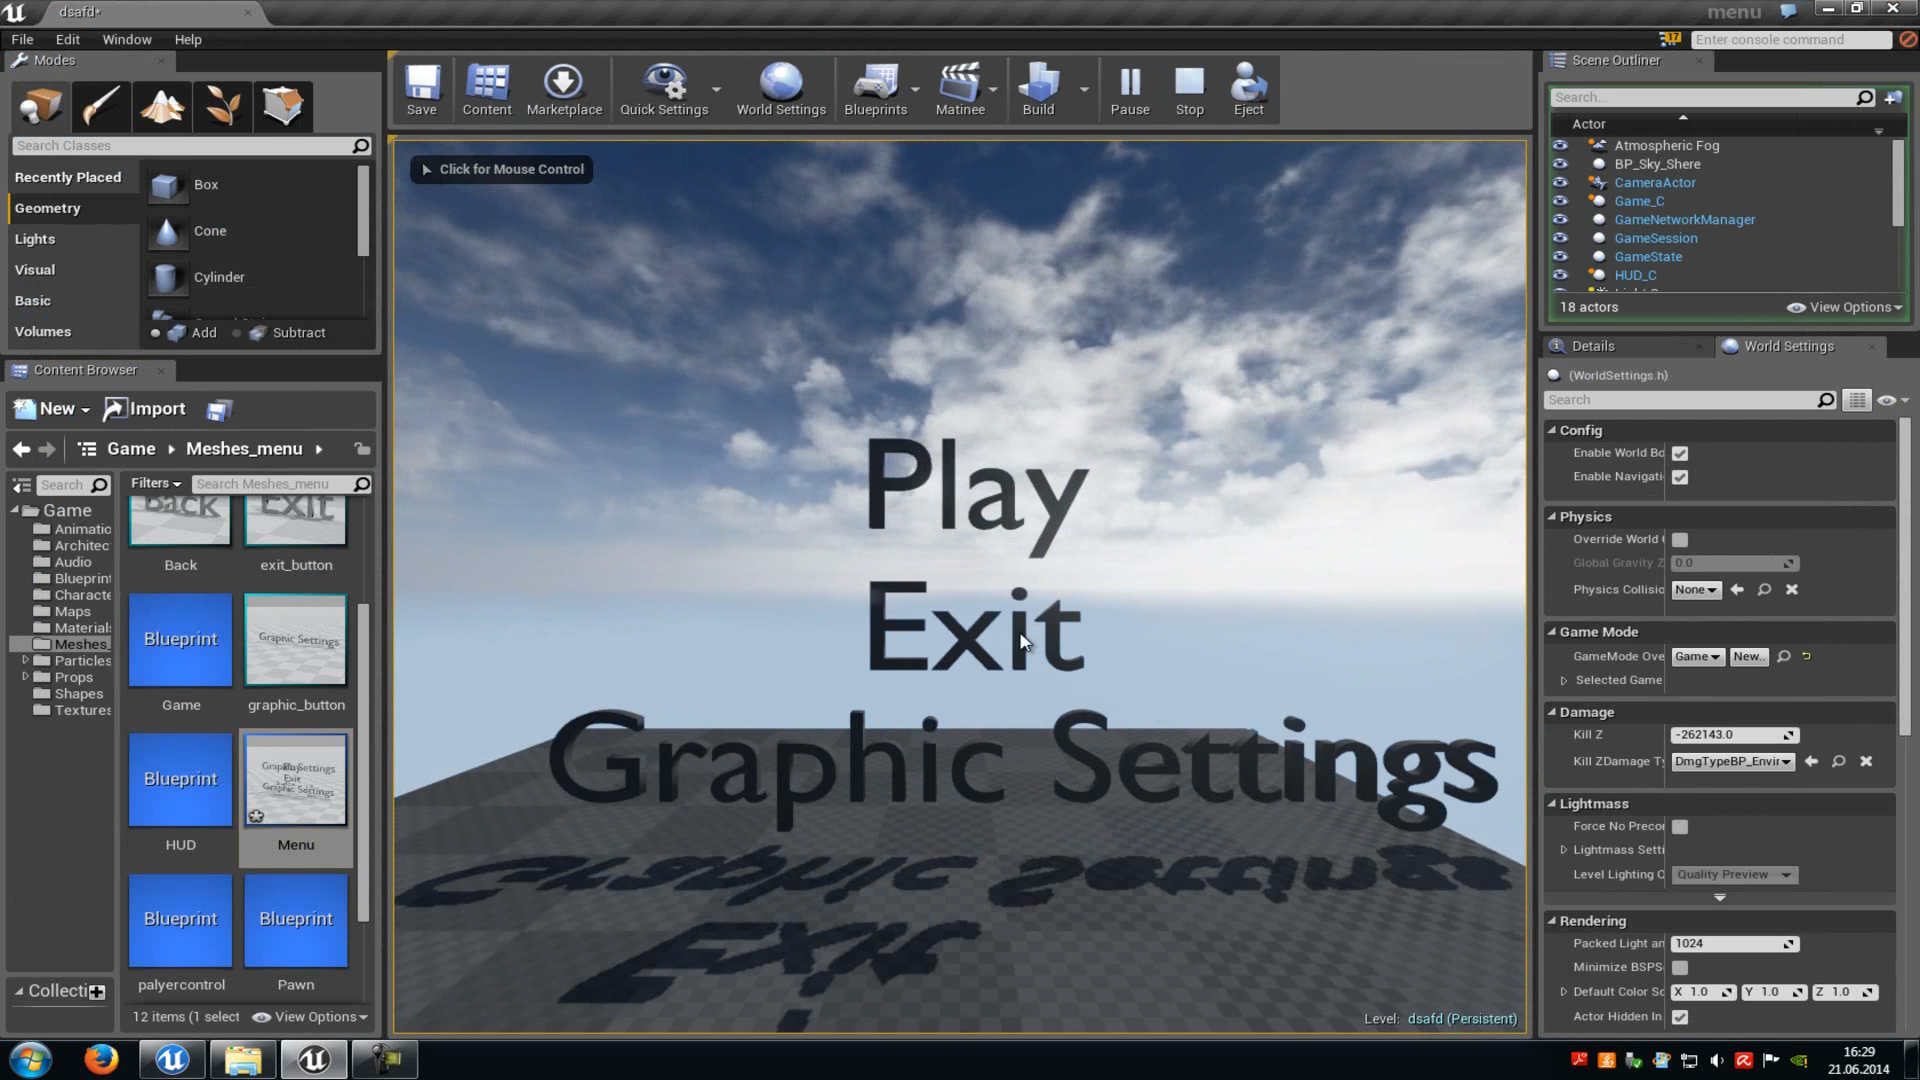 dsafd*
menu
File Edit Window Help
17
Enter console command
Modes
Search Classes
Recently Placed
Geometry
Lights
Visual
Basic
Volumes
Box
Cone
Cylinder
Add Subtract
Save Content Marketplace Quick Settings World Settings Blueprints Matinee Build Pause Stop Eject
Click for Mouse Control
Play
Exit
Graphic Settings
Level: dsafd (Persistent)
Content Browser
New Import
Game Meshes_menu
Search
Filters Search Meshes_menu
Game
Animatio
Architec
Audio
Blueprint
Characte
Maps
Material
Meshes_
Particles
Props
Shapes
Textures
Collecti
Back exit_button
Blueprint Graphic Settings
Game graphic_button
Blueprint
HUD Menu
Blueprint Blueprint
palyercontrol Pawn
12 items (1 select View Options
Scene Outliner
Search...
Actor
Atmospheric Fog
BP_Sky_Shere
CameraActor
Game_C
GameNetworkManager
GameSession
GameState
HUD_C
18 actors View Options
Details World Settings
(WorldSettings.h)
Search
Config
Enable World Bo
Enable Navigati
Physics
Override World
Global Gravity Z 0.0
Physics Collisio None
Game Mode
GameMode Ove Game New..
Selected Game
Damage
Kill Z -262143.0
Kill ZDamage Ty DmgTypeBP_Envir
Lightmass
Force No Precor
Lightmass Setti
Level Lighting Q Quality Preview
Rendering
Packed Light an 1024
Minimize BSPS
Default Color Sc X 1.0 Y 1.0 Z 1.0
Actor Hidden In
16:29
21.06.2014